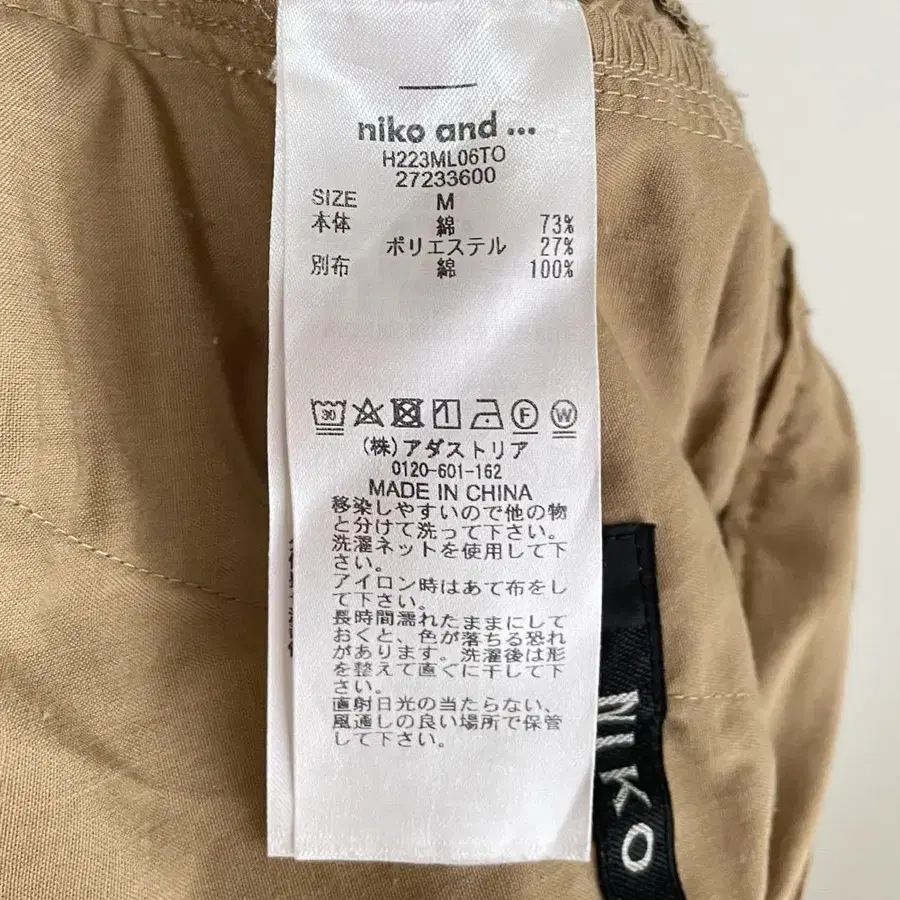 niko and ...
H223ML06TO
27233600
SIZE M
本体 綿 73%
ポリエステル 27%
別布 綿 100%
30 F W
(株)アダストリア
0120-601-162
MADE IN CHINA
移染しやすいので他の物
と分けて洗って下さい。
洗濯ネットを使用して下
さい。
アイロン時はあて布をし
て下さい。
長時間濡れたままにして
おくと、色が落ちる恐れ
があります。洗濯後は形
を整えて直ぐに干して下
さい。
直射日光の当たらない、
風通しの良い場所で保管
して下さい。
NIKO